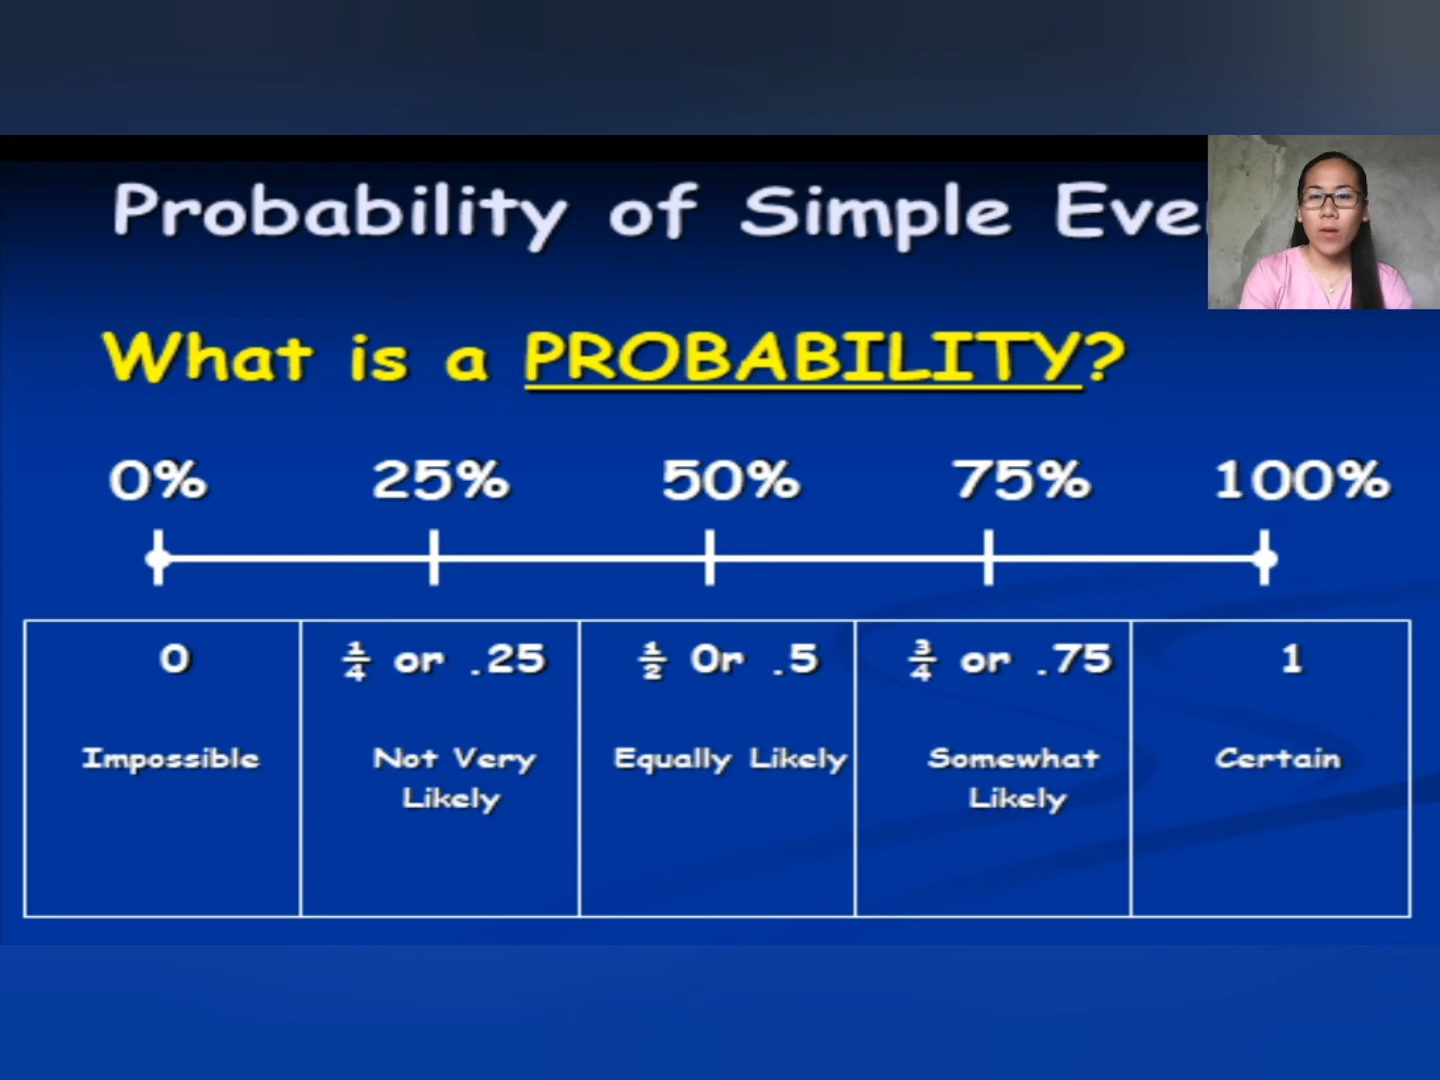 Probability of Simple Eve
What is a PROBABILITY?
0% 25% 50% 75% 100%
0 1/4 or .25 1/2 Or .5 3/4 or .75 1
Impossible Not Very Likely Equally Likely Somewhat Likely Certain